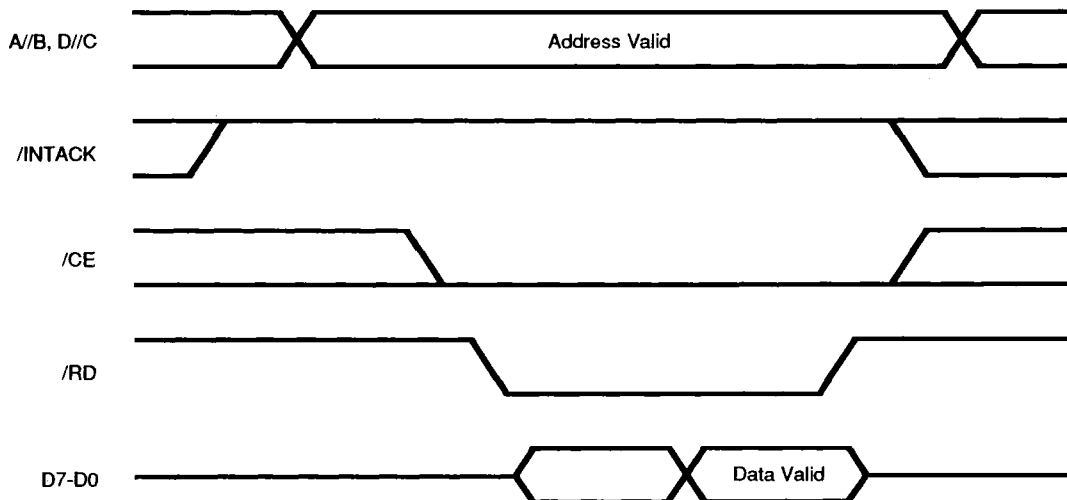 A//B, D//C
Address Valid
/INTACK
/CE
/RD
D7-D0
Data Valid